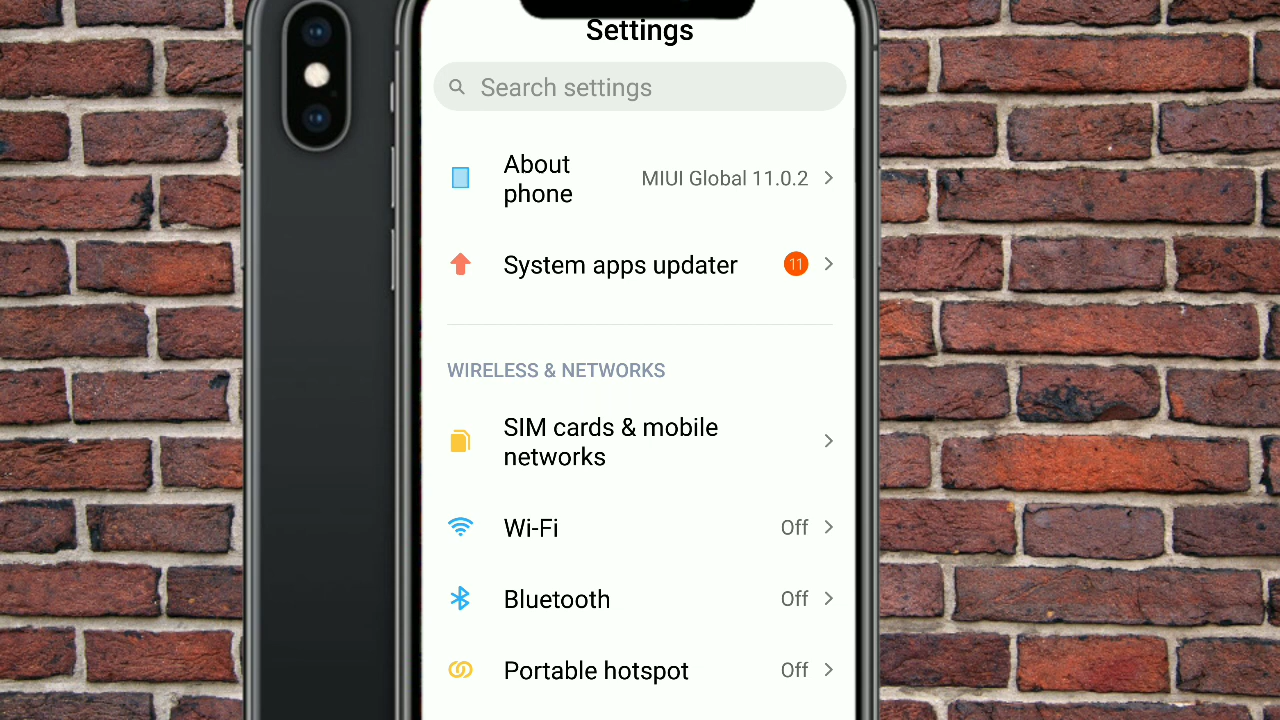 Settings
Search settings
About
phone
MIUI Global 11.0.2
System apps updater
11
WIRELESS & NETWORKS
SIM cards & mobile
networks
Wi-Fi
Off
Bluetooth
Off
Portable hotspot
Off